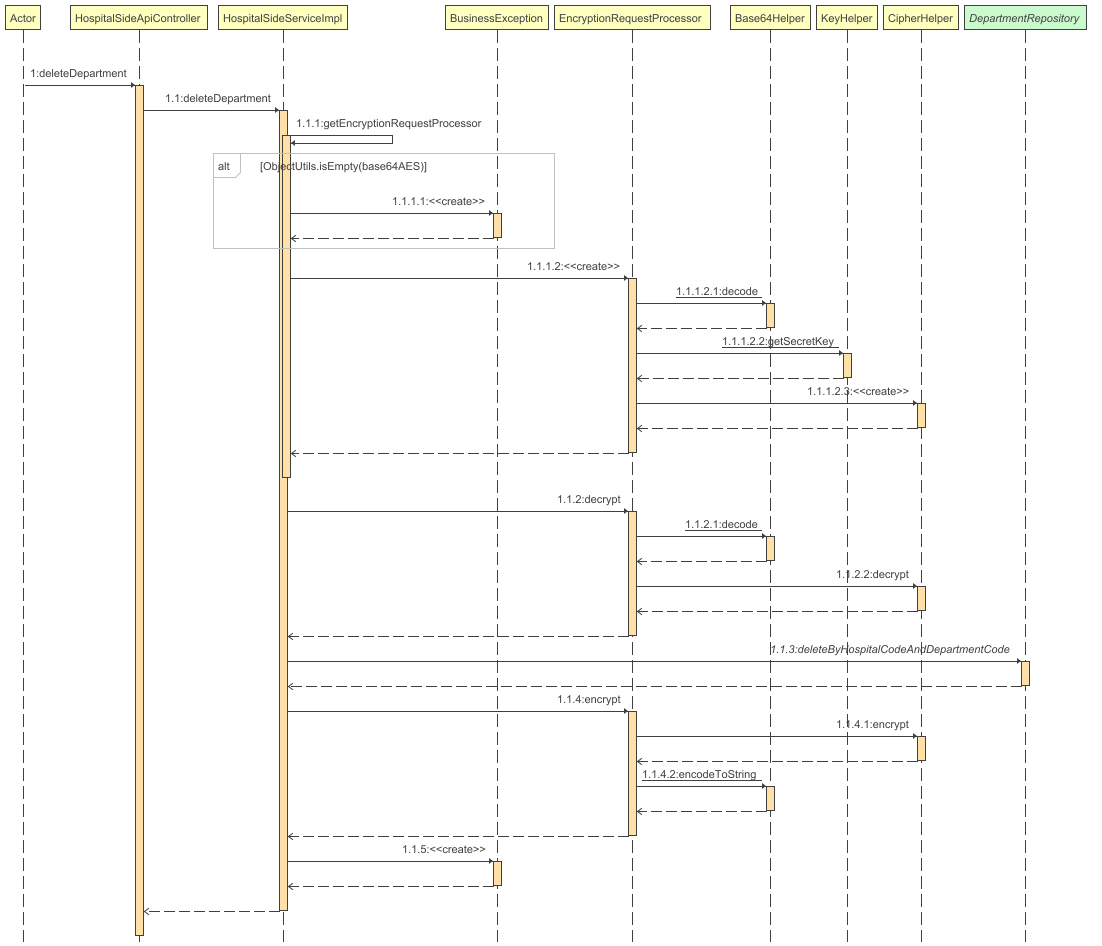 Actor HospitalSideApiController HospitalSideServiceImpl BusinessException EncryptionRequestProcessor Base64Helper KeyHelper CipherHelper DepartmentRepository
1:deleteDepartment
1.1:deleteDepartment
1.1.1:getEncryptionRequestProcessor
alt [ObjectUtils.isEmpty(base64AES)]
1.1.1.1:<<create>>
1.1.1.2:<<create>>
1.1.1.2.1:decode
1.1.1.2.2:getSecretKey
1.1.1.2.3:<<create>>
1.1.2:decrypt
1.1.2.1:decode
1.1.2.2:decrypt
1.1.3:deleteByHospitalCodeAndDepartmentCode
1.1.4:encrypt
1.1.4.1:encrypt
1.1.4.2:encodeToString
1.1.5:<<create>>